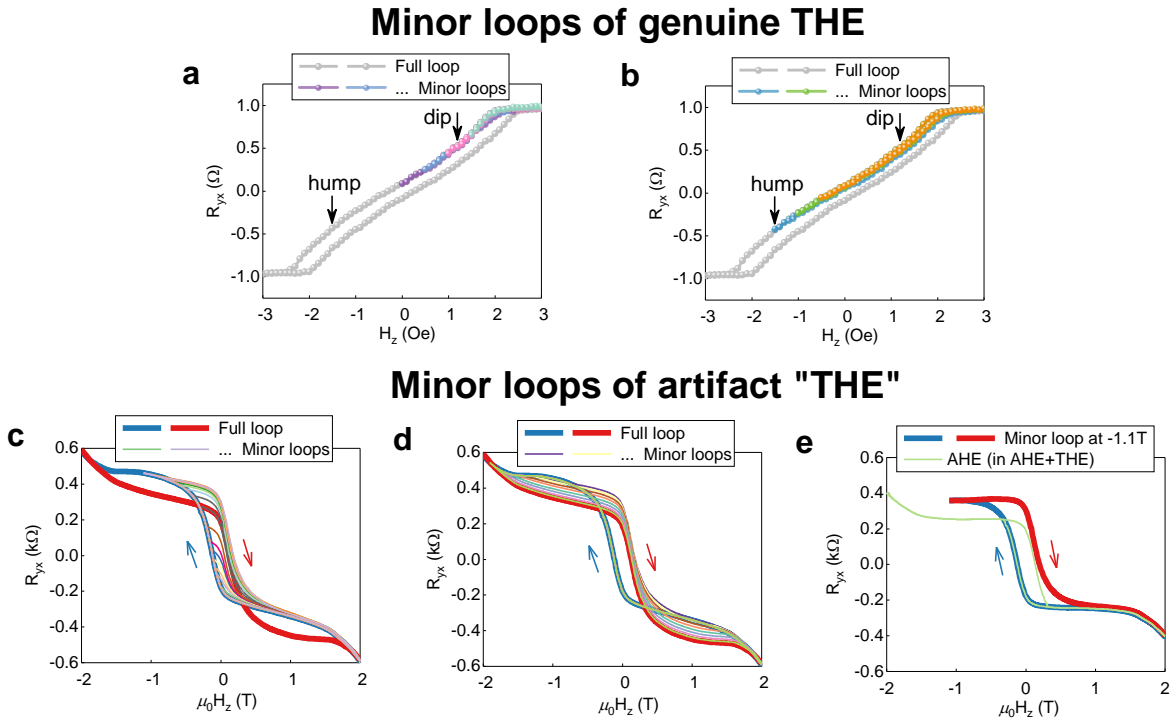 Minor loops of genuine THE
a
Full loop
... Minor loops
dip
hump
1.0
0.5
0.0
-0.5
-1.0
R_yx (Ω)
-3 -2 -1 0 1 2 3
H_z (Oe)
b
Full loop
... Minor loops
dip
hump
1.0
0.5
0.0
-0.5
-1.0
R_yx (Ω)
-3 -2 -1 0 1 2 3
H_z (Oe)
Minor loops of artifact "THE"
c
Full loop
... Minor loops
0.6
0.4
0.2
0.0
-0.2
-0.4
-0.6
R_yx (kΩ)
-2 -1 0 1 2
μ₀H_z (T)
d
Full loop
... Minor loops
0.6
0.4
0.2
0.0
-0.2
-0.4
-0.6
R_yx (kΩ)
-2 -1 0 1 2
μ₀H_z (T)
e
Minor loop at -1.1T
AHE (in AHE+THE)
0.6
0.4
0.2
0.0
-0.2
-0.4
-0.6
R_yx (kΩ)
-2 -1 0 1 2
μ₀H_z (T)